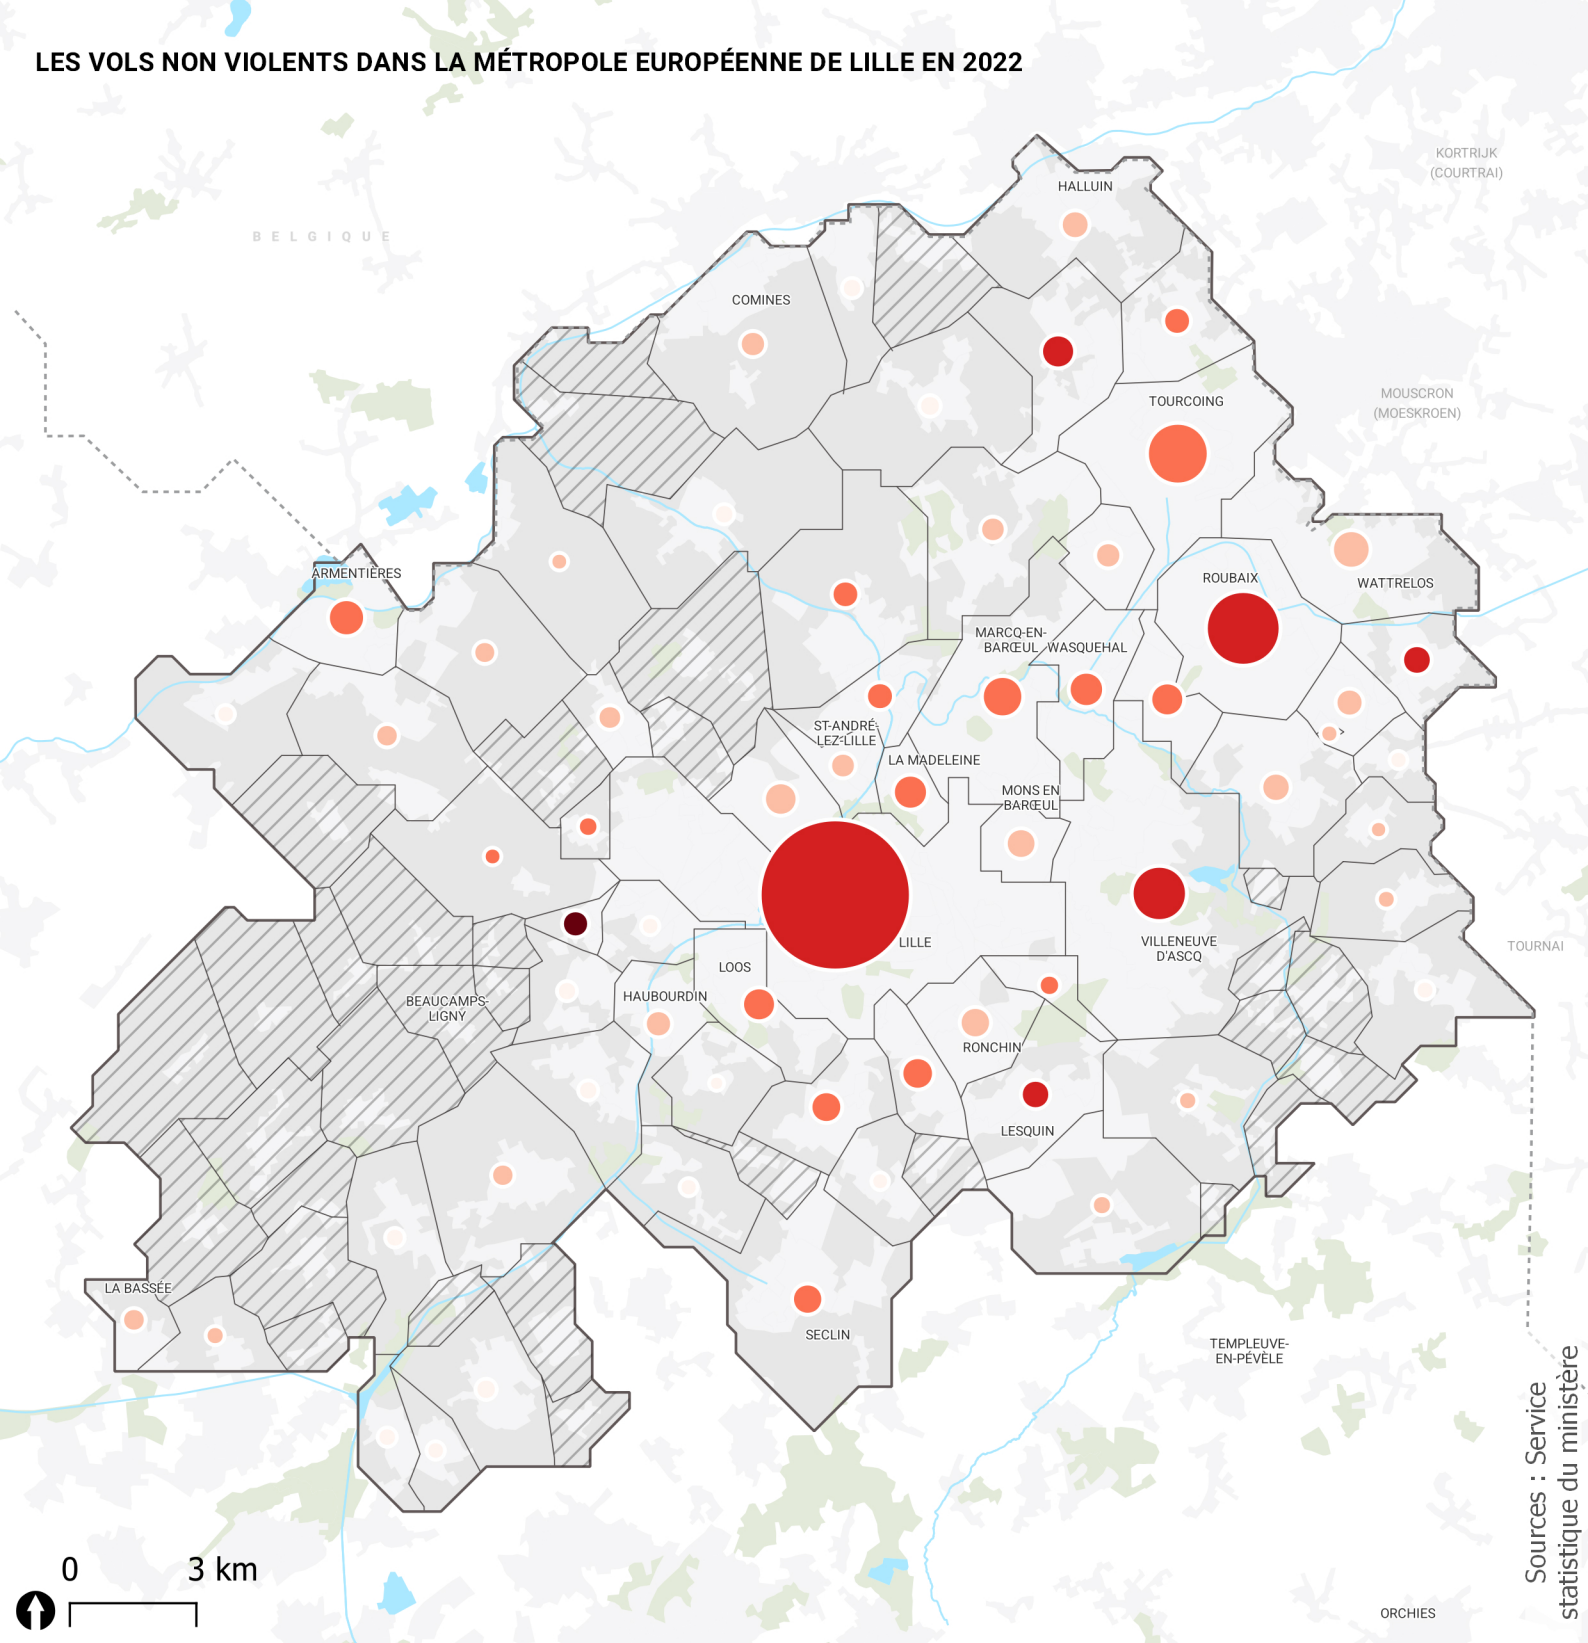 LES VOLS NON VIOLENTS DANS LA MÉTROPOLE EUROPÉENNE DE LILLE EN 2022
KORTRIJK
(COURTRAI)
HALLUIN
BELGIQUE
COMINES
MOUSCRON
(MOESKROEN)
TOURCOING
ARMENTIÈRES
ROUBAIX
WATTRELOS
MARCQ-EN-
BARŒUL
WASQUEHAL
ST-ANDRÉ-
LEZ-LILLE
LA MADELEINE
MONS EN
BARŒUL
LILLE
VILLENEUVE
D'ASCQ
TOURNAI
LOOS
HAUBOURDIN
BEAUCAMPS-
LIGNY
RONCHIN
LESQUIN
LA BASSÉE
SECLIN
TEMPLEUVE-
EN-PÉVÈLE
Sources : Service
statistique du ministère
0 3 km
ORCHIES